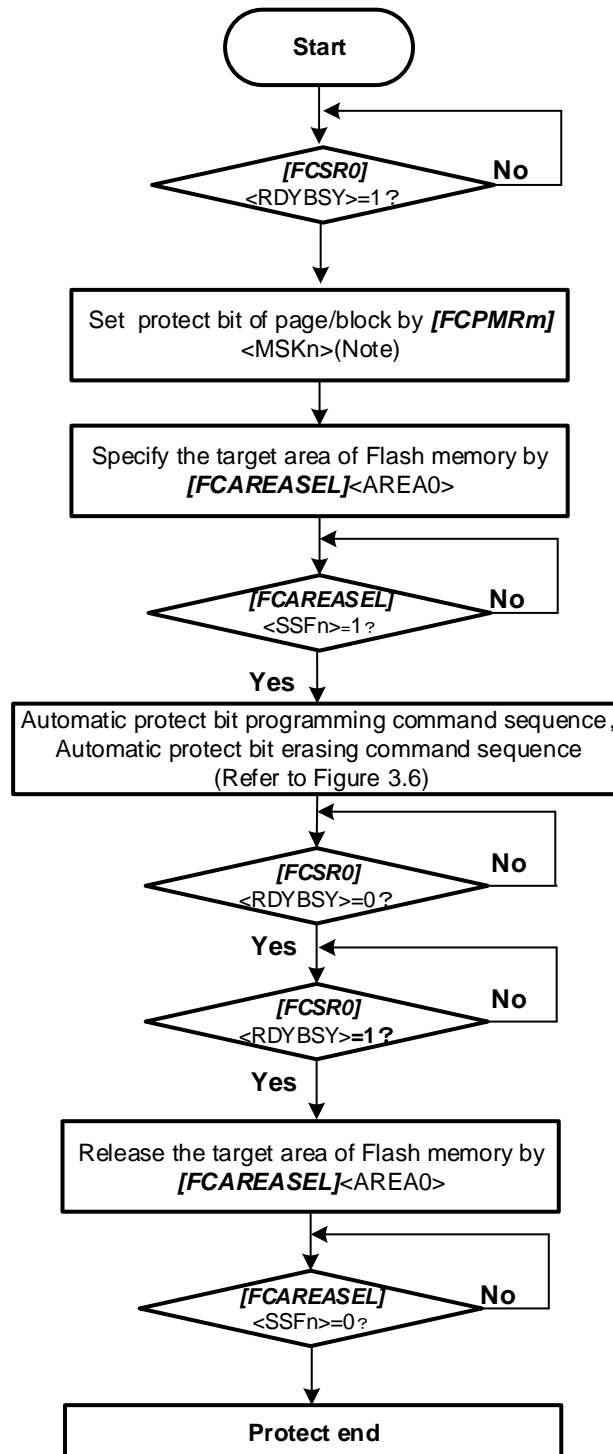 Start
[FCSR0]
<RDYBSY>=1?
No
Set protect bit of page/block by [FCPMRm]
<MSKn>(Note)
Specify the target area of Flash memory by
[FCAREASEL]<AREA0>
[FCAREASEL]
<SSFn>=1?
No
Yes
Automatic protect bit programming command sequence,
Automatic protect bit erasing command sequence
(Refer to Figure 3.6)
[FCSR0]
<RDYBSY>=0?
No
Yes
[FCSR0]
<RDYBSY>=1?
No
Yes
Release the target area of Flash memory by
[FCAREASEL]<AREA0>
[FCAREASEL]
<SSFn>=0?
No
Protect end